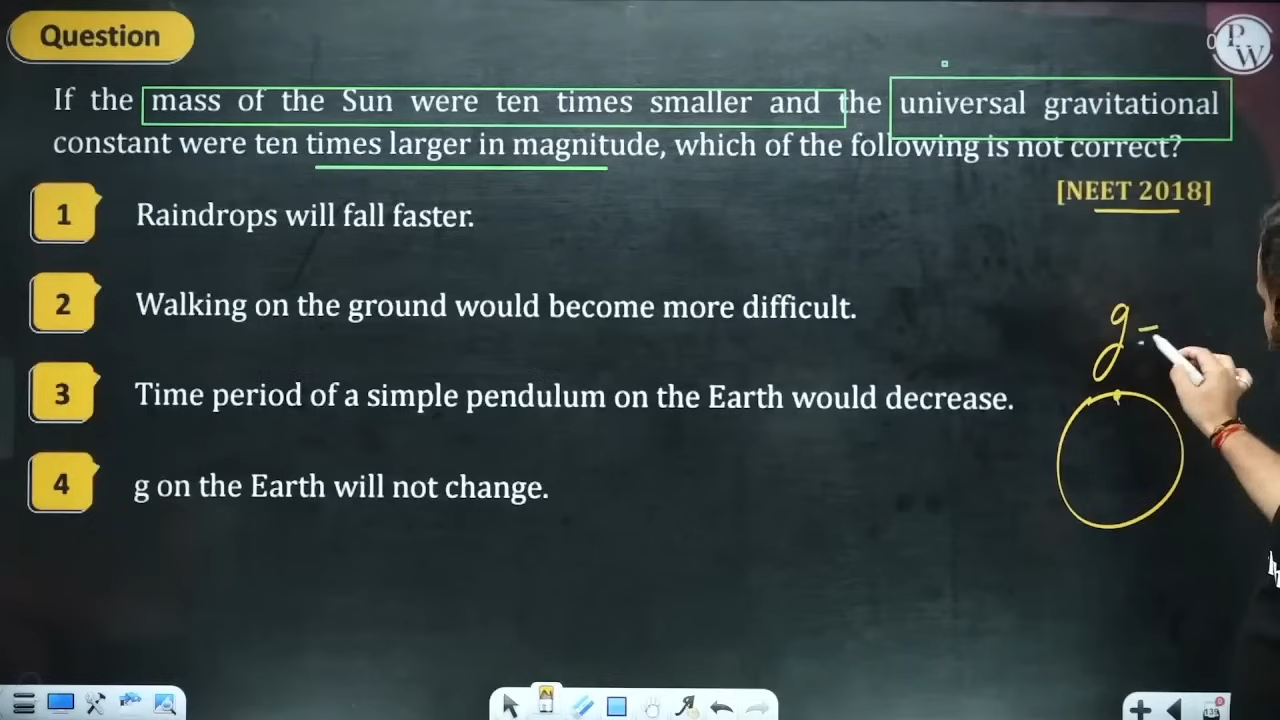 Question
If the mass of the Sun were ten times smaller and the universal gravitational
constant were ten times larger in magnitude, which of the following is not correct?
[NEET 2018]
1 Raindrops will fall faster.
2 Walking on the ground would become more difficult.
3 Time period of a simple pendulum on the Earth would decrease.
4 g on the Earth will not change.
g =
PW
139